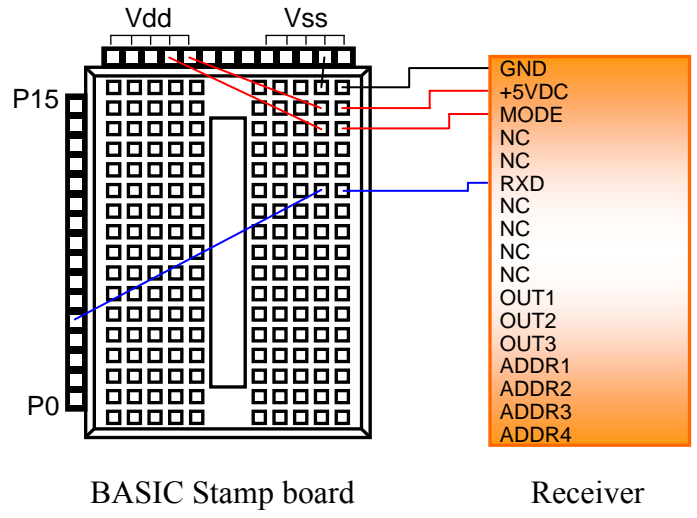 Vdd
Vss
P15
P0
GND
+5VDC
MODE
NC
NC
RXD
NC
NC
NC
NC
OUT1
OUT2
OUT3
ADDR1
ADDR2
ADDR3
ADDR4
BASIC Stamp board
Receiver